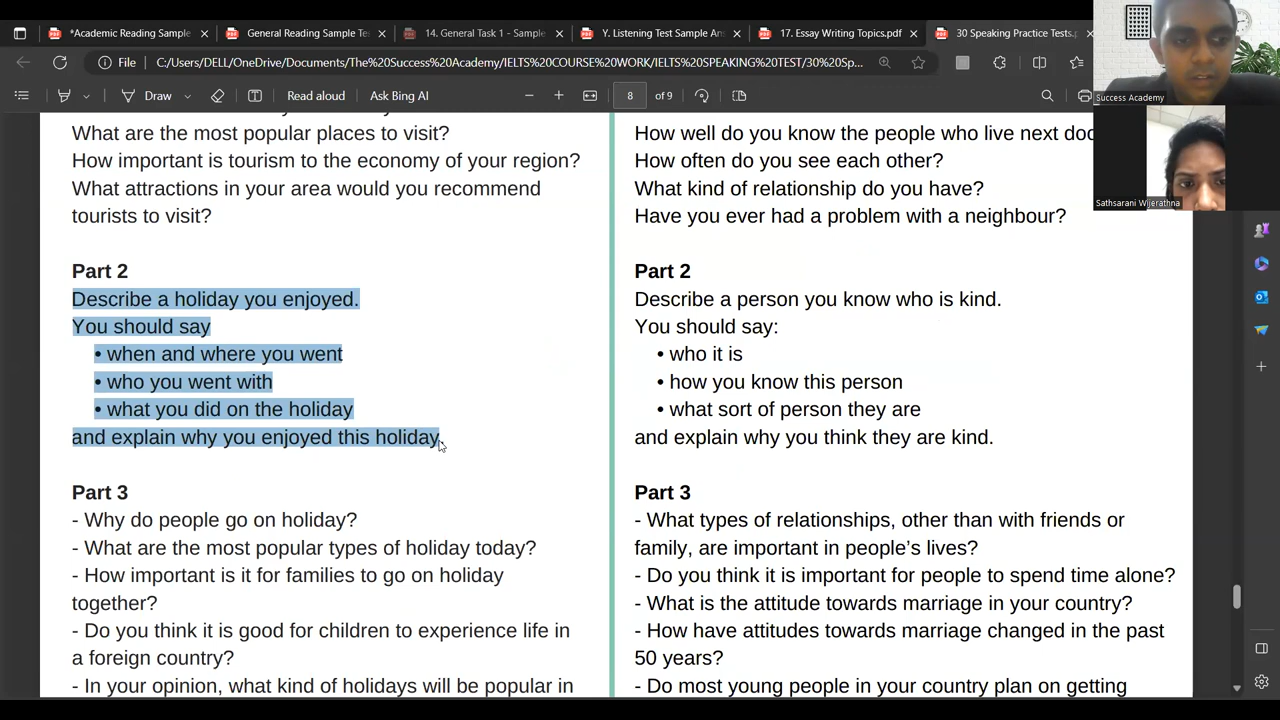 *Academic Reading Sample
General Reading Sample Te
14. General Task 1 - Sample
Y. Listening Test Sample An
17. Essay Writing Topics.pdf
30 Speaking Practice Tests.
File
C:/Users/DELL/OneDrive/Documents/The%20Success%20Academy/IELTS%20COURSE%20WORK/IELTS%20SPEAKING%20TEST/30%20Sp...
Draw
Read aloud
Ask Bing AI
8 of 9
Success Academy
Sathsarani Wijerathna
What are the most popular places to visit?
How important is tourism to the economy of your region?
What attractions in your area would you recommend
tourists to visit?
Part 2
Describe a holiday you enjoyed.
You should say
• when and where you went
• who you went with
• what you did on the holiday
and explain why you enjoyed this holiday.
Part 3
- Why do people go on holiday?
- What are the most popular types of holiday today?
- How important is it for families to go on holiday
together?
- Do you think it is good for children to experience life in
a foreign country?
- In your opinion, what kind of holidays will be popular in
How well do you know the people who live next doo
How often do you see each other?
What kind of relationship do you have?
Have you ever had a problem with a neighbour?
Part 2
Describe a person you know who is kind.
You should say:
• who it is
• how you know this person
• what sort of person they are
and explain why you think they are kind.
Part 3
- What types of relationships, other than with friends or
family, are important in people's lives?
- Do you think it is important for people to spend time alone?
- What is the attitude towards marriage in your country?
- How have attitudes towards marriage changed in the past
50 years?
- Do most young people in your country plan on getting